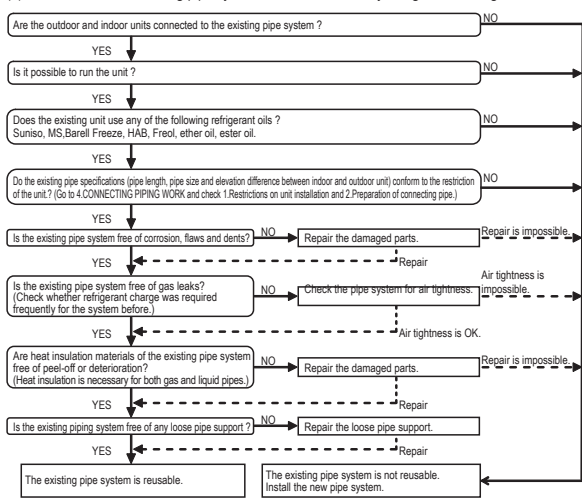 Are the outdoor and indoor units connected to the existing pipe system ?
NO
YES
Is it possible to run the unit ?
NO
YES
Does the existing unit use any of the following refrigerant oils ?
Suniso, MS,Barell Freeze, HAB, Freol, ether oil, ester oil.
NO
YES
Do the existing pipe specifications (pipe length, pipe size and elevation difference between indoor and outdoor unit) conform to the restriction
of the unit.? (Go to 4.CONNECTING PIPING WORK and check 1.Restrictions on unit installation and 2.Preparation of connecting pipe.)
NO
YES
Is the existing pipe system free of corrosion, flaws and dents?
NO
Repair the damaged parts.
Repair is impossible.
YES
Repair
Is the existing pipe system free of gas leaks?
(Check whether refrigerant charge was required
frequently for the system before.)
NO
Check the pipe system for air tightness.
Air tightness is
impossible.
YES
Air tightness is OK.
Are heat insulation materials of the existing pipe system
free of peel-off or deterioration?
(Heat insulation is necessary for both gas and liquid pipes.)
NO
Repair the damaged parts.
Repair is impossible.
YES
Repair
Is the existing piping system free of any loose pipe support ?
NO
Repair the loose pipe support.
YES
Repair
The existing pipe system is reusable.
The existing pipe system is not reusable.
Install the new pipe system.